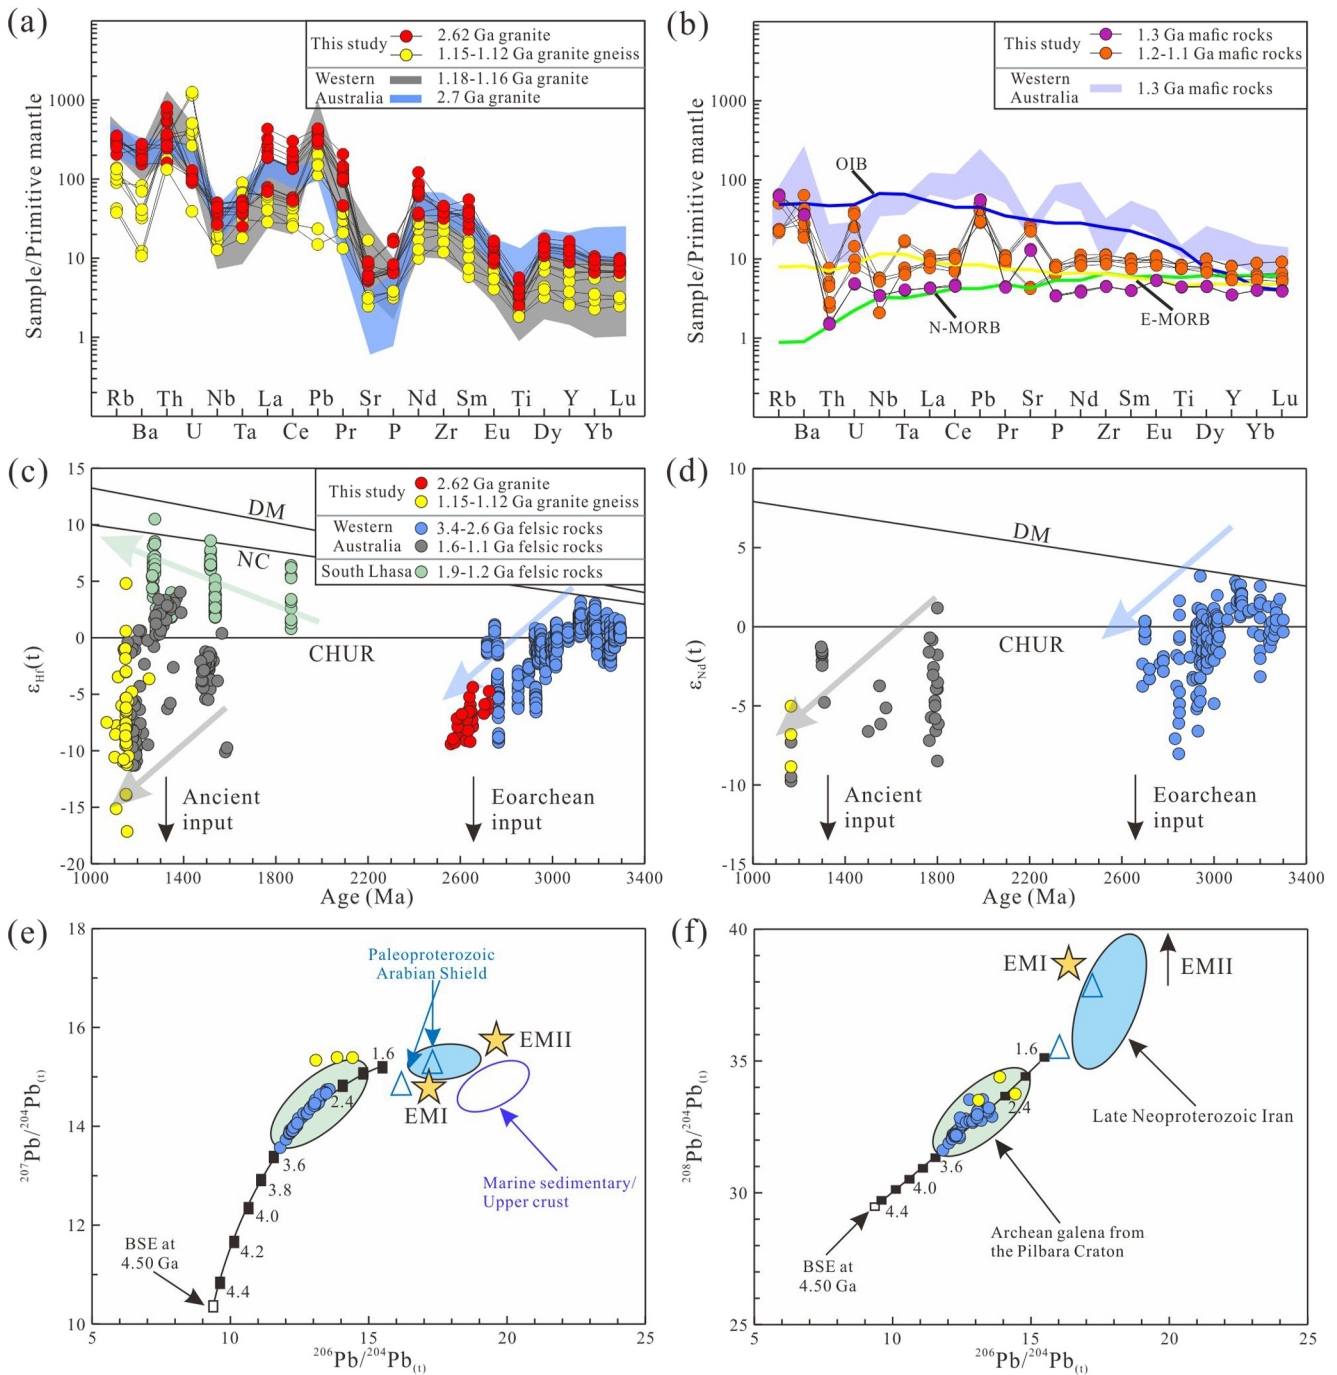 (a)
This study
2.62 Ga granite
1.15-1.12 Ga granite gneiss
Western
Australia
1.18-1.16 Ga granite
2.7 Ga granite
Sample/Primitive mantle
1000
100
10
1
Rb Th Nb La Pb Sr Nd Sm Ti Y Lu
Ba U Ta Ce Pr P Zr Eu Dy Yb
(b)
This study
1.3 Ga mafic rocks
1.2-1.1 Ga mafic rocks
Western
Australia
1.3 Ga mafic rocks
Sample/Primitive mantle
1000
100
10
1
OIB
N-MORB
E-MORB
Rb Th Nb La Pb Sr Nd Sm Ti Y Lu
Ba U Ta Ce Pr P Zr Eu Dy Yb
(c)
This study
2.62 Ga granite
1.15-1.12 Ga granite gneiss
Western
Australia
3.4-2.6 Ga felsic rocks
1.6-1.1 Ga felsic rocks
South Lhasa
1.9-1.2 Ga felsic rocks
15
10
5
0
-5
-10
-15
-20
εHf(t)
DM
NC
CHUR
Ancient
input
Eoarchean
input
1000 1400 1800 2200 2600 3000 3400
Age (Ma)
(d)
10
5
0
-5
-10
-15
εNd(t)
DM
CHUR
Ancient
input
Eoarchean
input
1000 1400 1800 2200 2600 3000 3400
Age (Ma)
(e)
18
16
14
12
10
207Pb/204Pb(t)
Paleoproterozoic
Arabian Shield
EMII
EMI
1.6
2.4
3.6
3.8
4.0
4.2
4.4
BSE at
4.50 Ga
Marine sedimentary/
Upper crust
5 10 15 20 25
206Pb/204Pb(t)
(f)
40
35
30
25
208Pb/204Pb(t)
EMI
EMII
1.6
2.4
3.6
4.0
4.4
Late Neoproterozoic Iran
Archean galena from
the Pilbara Craton
BSE at
4.50 Ga
5 10 15 20 25
206Pb/204Pb(t)